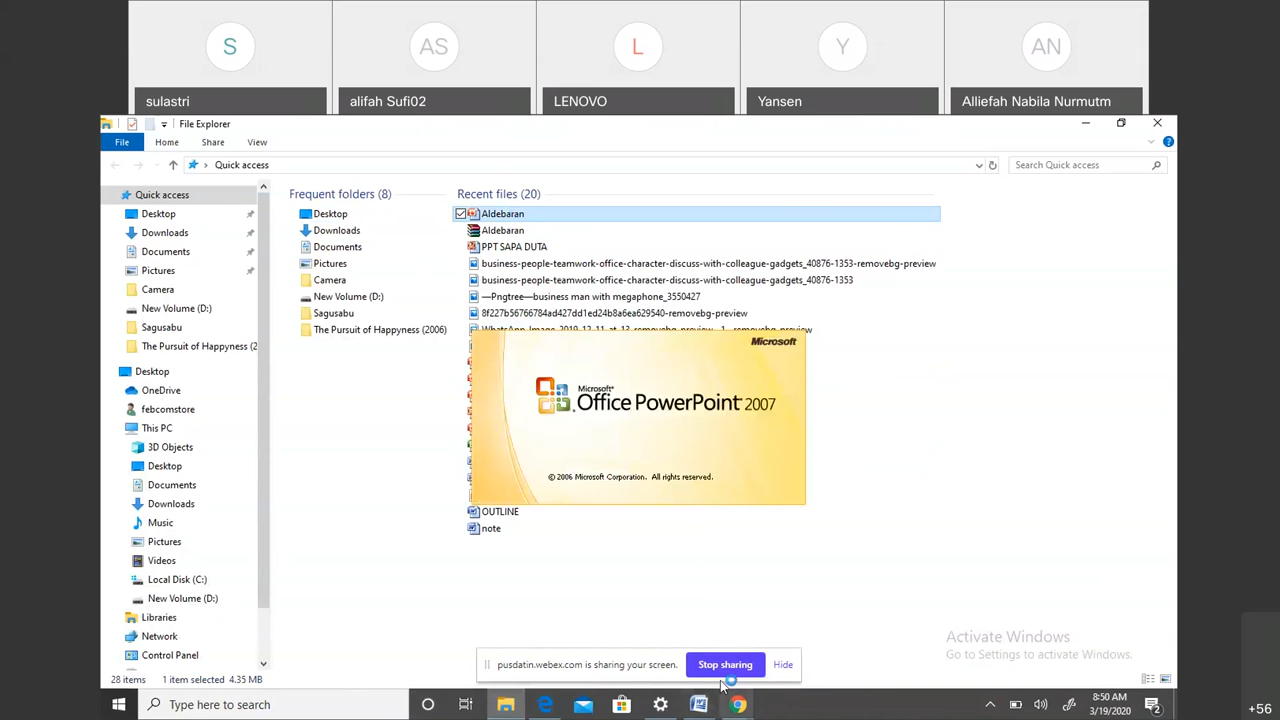 S
AS
L
Y
AN
sulastri
alifah Sufi02
LENOVO
Yansen
Alliefah Nabila Nurmutm
File Explorer
File Home Share View
Quick access
Search Quick access
Quick access
Desktop
Downloads
Documents
Pictures
Camera
New Volume (D:)
Sagusabu
The Pursuit of Happyness (2
Desktop
OneDrive
febcomstore
This PC
3D Objects
Desktop
Documents
Downloads
Music
Pictures
Videos
Local Disk (C:)
New Volume (D:)
Libraries
Network
Control Panel
Frequent folders (8)
Desktop
Downloads
Documents
Pictures
Camera
New Volume (D:)
Sagusabu
The Pursuit of Happyness (2006)
Recent files (20)
Aldebaran
Aldebaran
PPT SAPA DUTA
business-people-teamwork-office-character-discuss-with-colleague-gadgets_40876-1353-removebg-preview
business-people-teamwork-office-character-discuss-with-colleague-gadgets_40876-1353
—Pngtree—business man with megaphone_3550427
8f227b56766784ad427dd1ed24b8a6ea629540-removebg-preview
Microsoft
Microsoft
Office PowerPoint 2007
© 2006 Microsoft Corporation. All rights reserved.
OUTLINE
note
Activate Windows
Go to Settings to activate Windows.
pusdatin.webex.com is sharing your screen. Stop sharing Hide
28 items 1 item selected 4.35 MB
Type here to search
8:50 AM
3/19/2020
2
+56